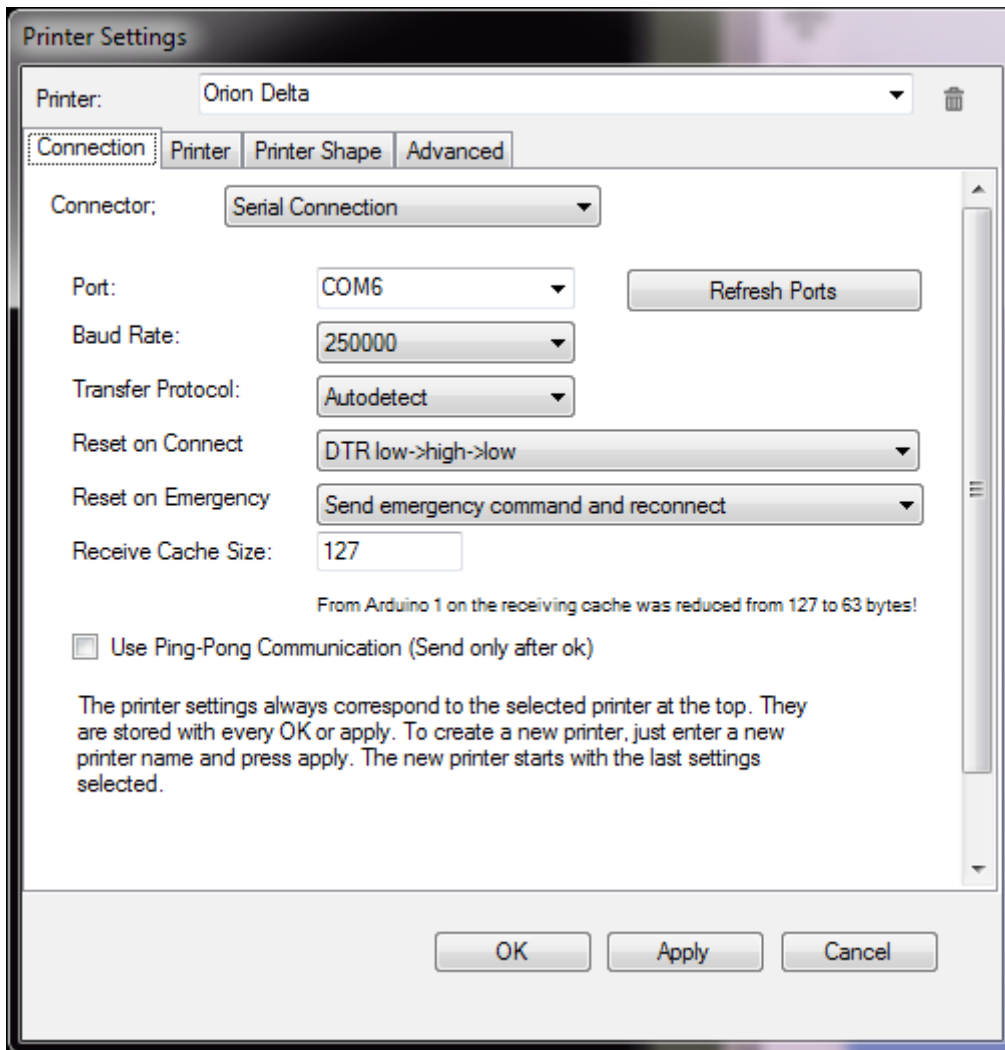 Printer Settings
Printer: Orion Delta
Connection Printer Printer Shape Advanced
Connector: Serial Connection
Port: COM6 Refresh Ports
Baud Rate: 250000
Transfer Protocol: Autodetect
Reset on Connect DTR low->high->low
Reset on Emergency Send emergency command and reconnect
Receive Cache Size: 127
From Arduino 1 on the receiving cache was reduced from 127 to 63 bytes!
Use Ping-Pong Communication (Send only after ok)
The printer settings always correspond to the selected printer at the top. They
are stored with every OK or apply. To create a new printer, just enter a new
printer name and press apply. The new printer starts with the last settings
selected.
OK Apply Cancel